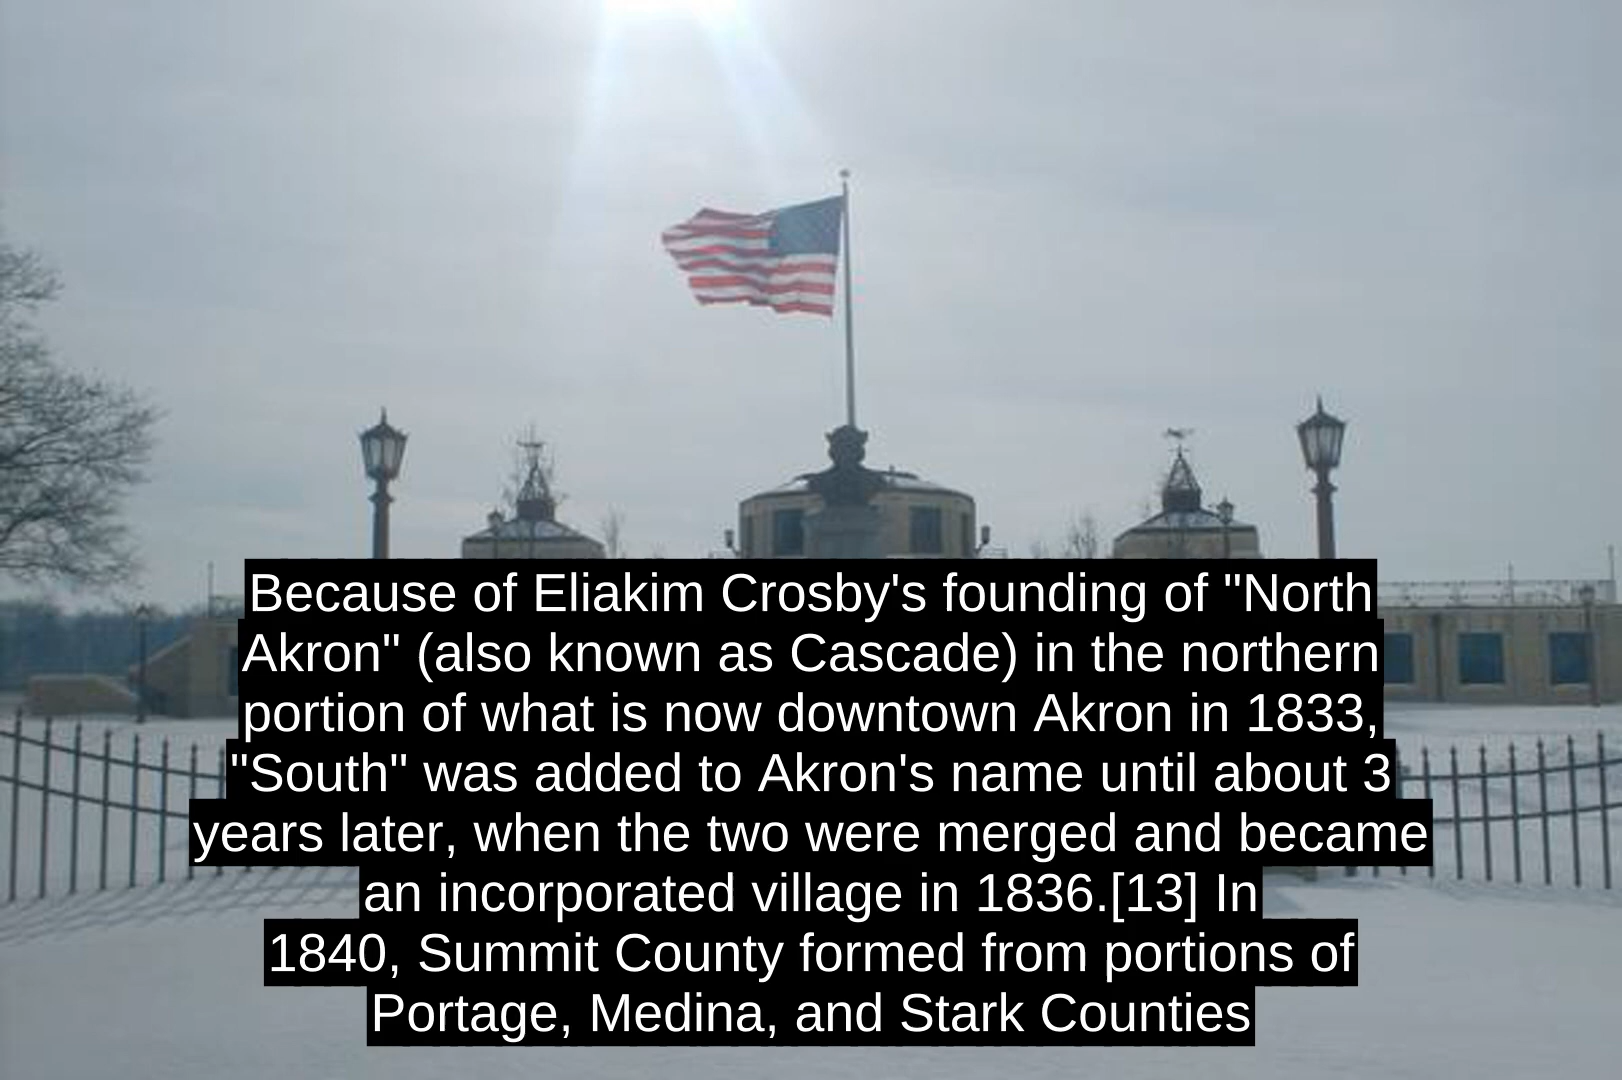 Because of Eliakim Crosby's founding of "North
Akron" (also known as Cascade) in the northern
portion of what is now downtown Akron in 1833,
"South" was added to Akron's name until about 3
years later, when the two were merged and became
an incorporated village in 1836.[13] In
1840, Summit County formed from portions of
Portage, Medina, and Stark Counties